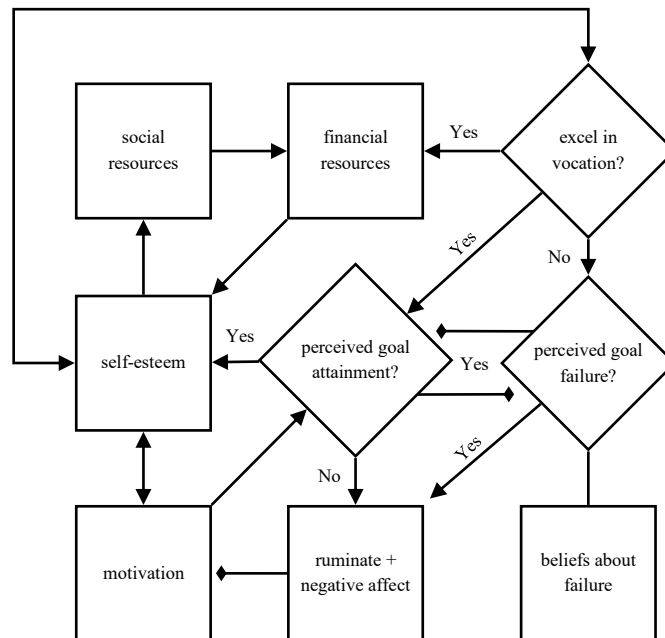 social
resources
financial
resources
Yes
excel in
vocation?
Yes
No
self-esteem
Yes
perceived goal
attainment?
Yes
perceived goal
failure?
No
Yes
motivation
ruminate +
negative affect
beliefs about
failure